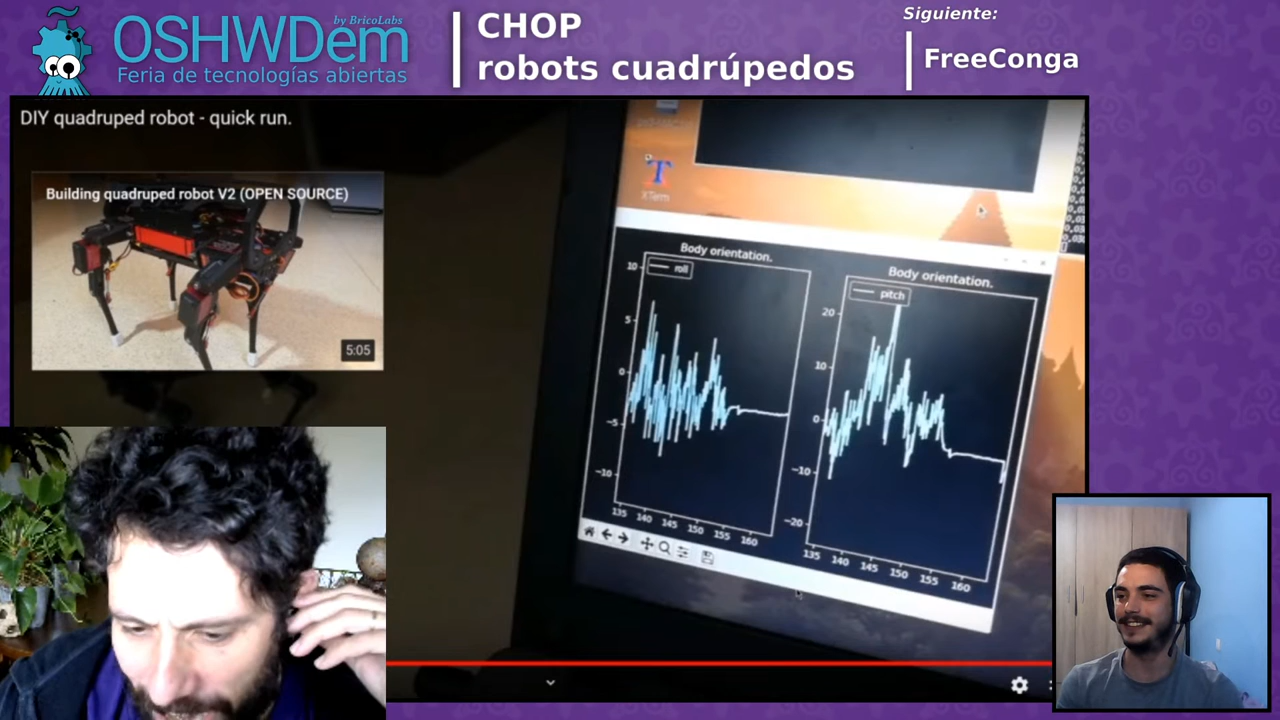 OSHWDem
by BricoLabs
Feria de tecnologías abiertas
CHOP
robots cuadrúpedos
Siguiente:
FreeConga
DIY quadruped robot - quick run.
Building quadruped robot V2 (OPEN SOURCE)
5:05
XTerm
Body orientation.
roll
10
5
0
−5
−10
135 140 145 150 155 160
Body orientation.
pitch
20
10
0
−10
−20
135 140 145 150 155 160